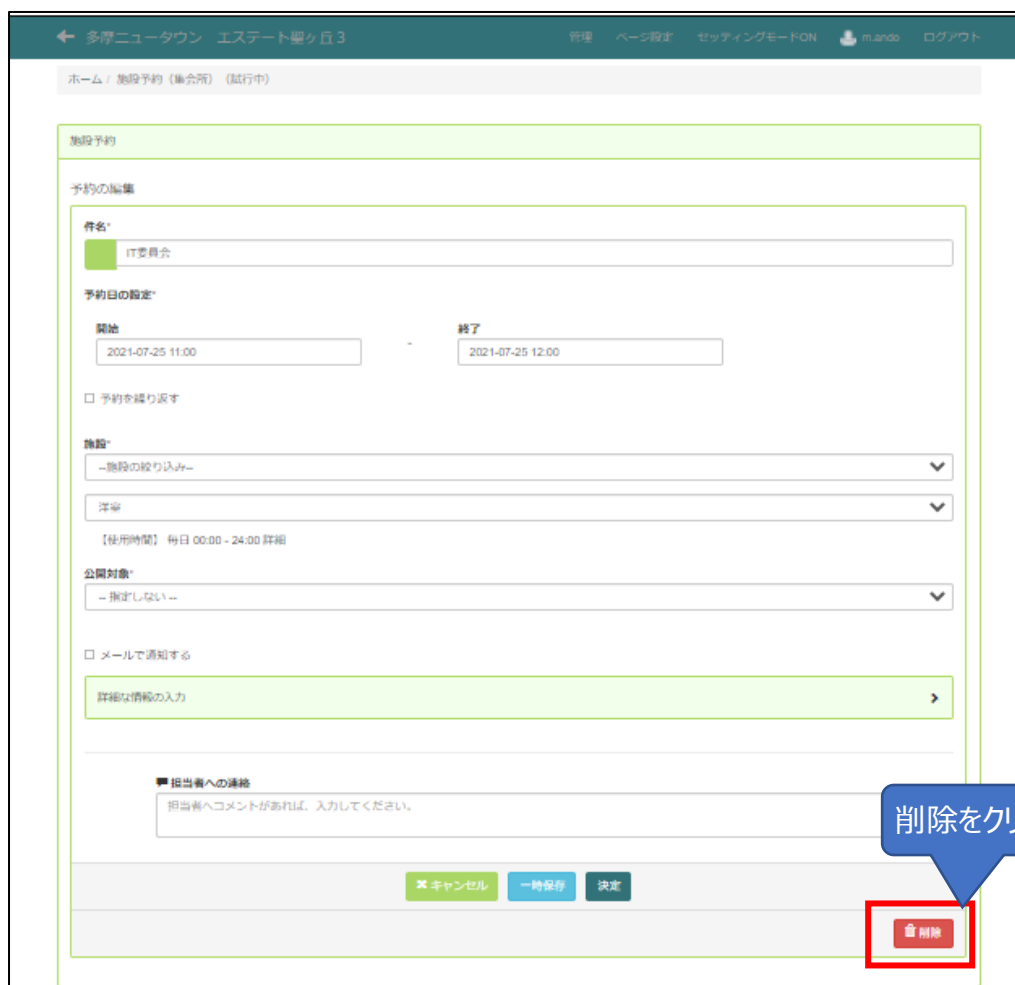 多摩ニュータウン　エステート聖ヶ丘3 管理 ページ設定 セッティングモードON m.ando ログアウト
ホーム / 施設予約（集会所）（試行中）
施設予約
予約の編集
件名*
IT委員会
予約日の設定*
開始 終了
2021-07-25 11:00 - 2021-07-25 12:00
予約を繰り返す
施設*
--施設の絞り込み--
洋室
【使用時間】 毎日 00:00 - 24:00 詳細
公開対象*
-- 指定しない --
メールで通知する
詳細な情報の入力
担当者への連絡
担当者へコメントがあれば、入力してください。
削除をクリ
キャンセル 一時保存 決定
削除